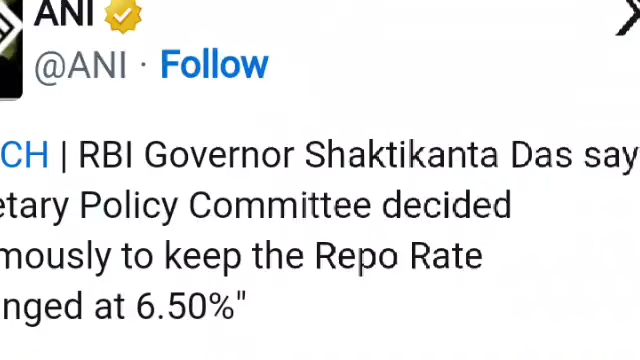 ANI
@ANI · Follow
CH | RBI Governor Shaktikanta Das say
etary Policy Committee decided
mously to keep the Repo Rate
nged at 6.50%"